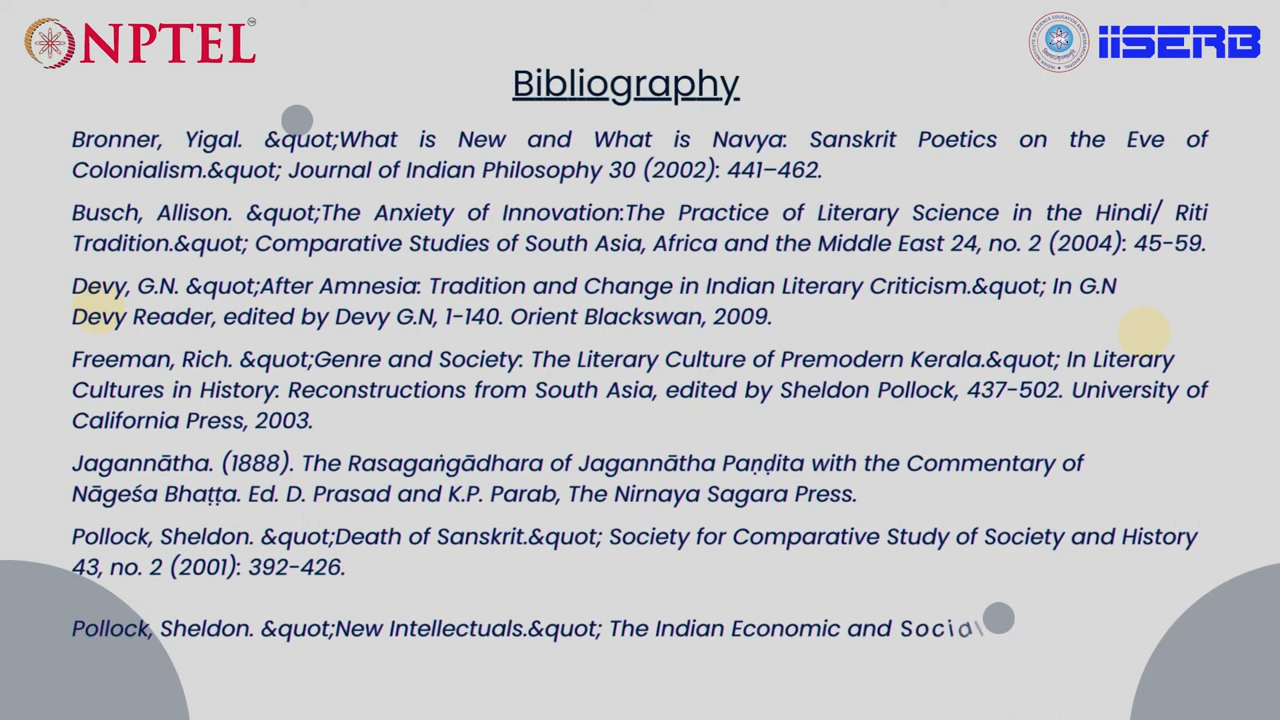 NPTEL
™
iiSERB
Bibliography
Bronner, Yigal. &quot;What is New and What is Navya: Sanskrit Poetics on the Eve of
Colonialism.&quot; Journal of Indian Philosophy 30 (2002): 441–462.
Busch, Allison. &quot;The Anxiety of Innovation:The Practice of Literary Science in the Hindi/ Riti
Tradition.&quot; Comparative Studies of South Asia, Africa and the Middle East 24, no. 2 (2004): 45-59.
Devy, G.N. &quot;After Amnesia: Tradition and Change in Indian Literary Criticism.&quot; In G.N
Devy Reader, edited by Devy G.N, 1-140. Orient Blackswan, 2009.
Freeman, Rich. &quot;Genre and Society: The Literary Culture of Premodern Kerala.&quot; In Literary
Cultures in History: Reconstructions from South Asia, edited by Sheldon Pollock, 437-502. University of
California Press, 2003.
Jagannātha. (1888). The Rasagaṅgādhara of Jagannātha Paṇḍita with the Commentary of
Nāgeśa Bhaṭṭa. Ed. D. Prasad and K.P. Parab, The Nirnaya Sagara Press.
Pollock, Sheldon. &quot;Death of Sanskrit.&quot; Society for Comparative Study of Society and History
43, no. 2 (2001): 392-426.
Pollock, Sheldon. &quot;New Intellectuals.&quot; The Indian Economic and Social